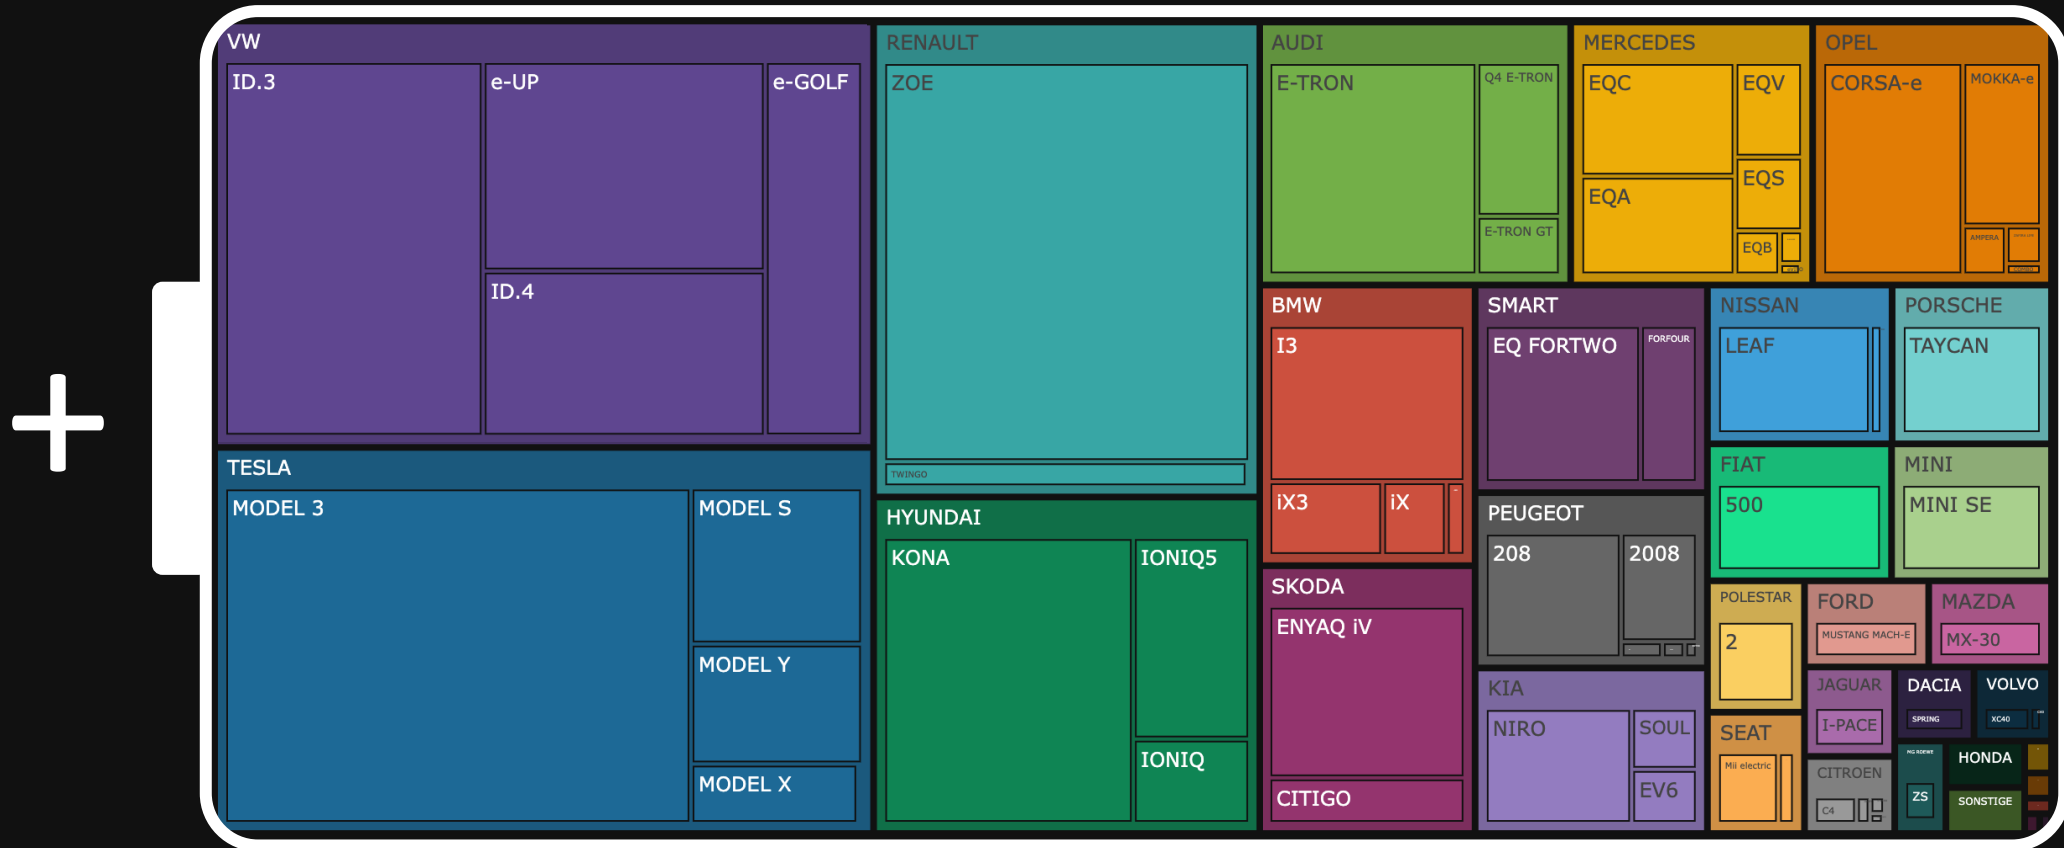 VW
ID.3
e-UP
e-GOLF
ID.4
TESLA
MODEL 3
MODEL S
MODEL Y
MODEL X
RENAULT
ZOE
TWINGO
HYUNDAI
KONA
IONIQ5
IONIQ
AUDI
E-TRON
Q4 E-TRON
E-TRON GT
MERCEDES
EQC
EQV
EQA
EQS
EQB
OPEL
CORSA-e
MOKKA-e
AMPERA
BMW
I3
iX3
iX
SKODA
ENYAQ iV
CITIGO
SMART
EQ FORTWO
FORFOUR
PEUGEOT
208
2008
KIA
NIRO
SOUL
EV6
NISSAN
LEAF
PORSCHE
TAYCAN
FIAT
500
MINI
MINI SE
POLESTAR
2
FORD
MUSTANG MACH-E
MAZDA
MX-30
SEAT
Mii electric
JAGUAR
I-PACE
DACIA
SPRING
VOLVO
XC40
CITROEN
C4
MG ROEWE
ZS
HONDA
SONSTIGE